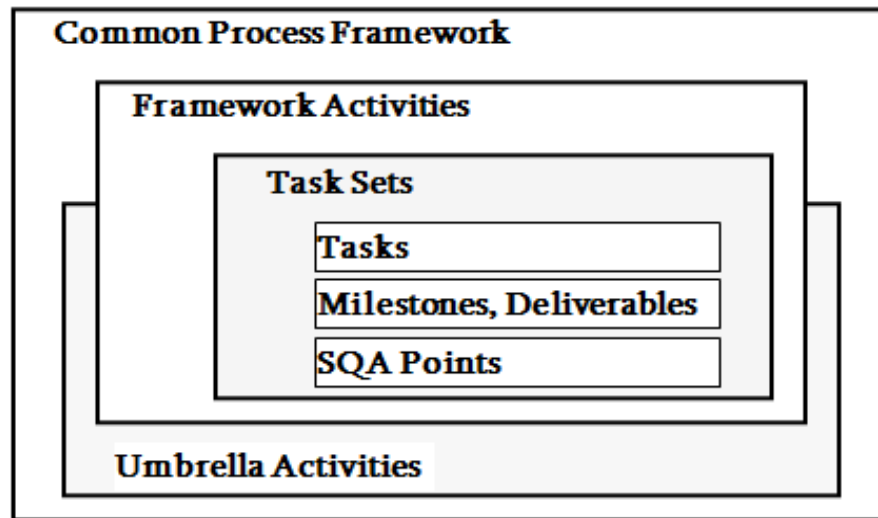 Common Process Framework
Framework Activities
Task Sets
Tasks
Milestones, Deliverables
SQA Points
Umbrella Activities